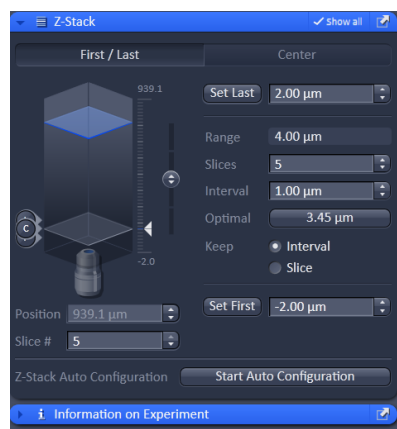 Z-Stack
Show all
First / Last
Center
939.1
-2.0
C
Position 939.1 µm
Slice # 5
Set Last 2.00 µm
Range 4.00 µm
Slices 5
Interval 1.00 µm
Optimal 3.45 µm
Keep Interval
Slice
Set First -2.00 µm
Z-Stack Auto Configuration Start Auto Configuration
i Information on Experiment